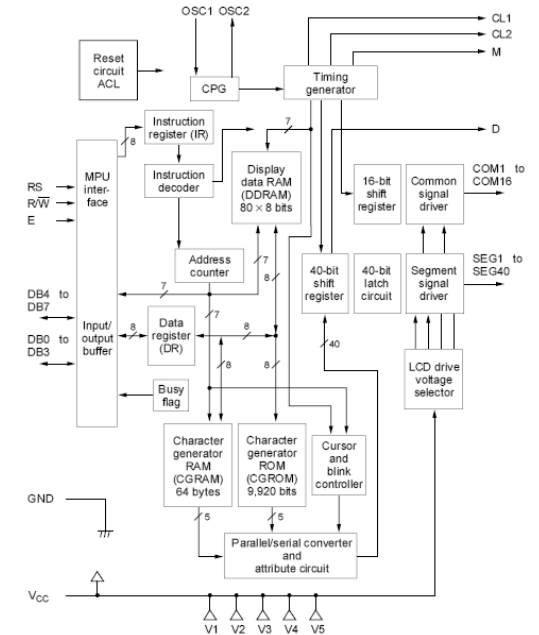 OSC1 OSC2
CL1
CL2
M
D
Reset
circuit
ACL
CPG
Timing
generator
7
8
Instruction
register (IR)
MPU
inter-
face
RS
R/W̅
E
Instruction
decoder
Display
data RAM
(DDRAM)
80 × 8 bits
16-bit
shift
register
Common
signal
driver
COM1 to
COM16
Address
counter
7
8
7
7
40-bit
shift
register
40-bit
latch
circuit
Segment
signal
driver
SEG1 to
SEG40
DB4 to
DB7
DB0 to
DB3
Input/
output
buffer
8
Data
register
(DR)
8
8
8
40
LCD drive
voltage
selector
Busy
flag
Character
generator
RAM
(CGRAM)
64 bytes
Character
generator
ROM
(CGROM)
9,920 bits
Cursor
and
blink
controller
GND
5
5
Parallel/serial converter
and
attribute circuit
VCC
V1
V2
V3
V4
V5